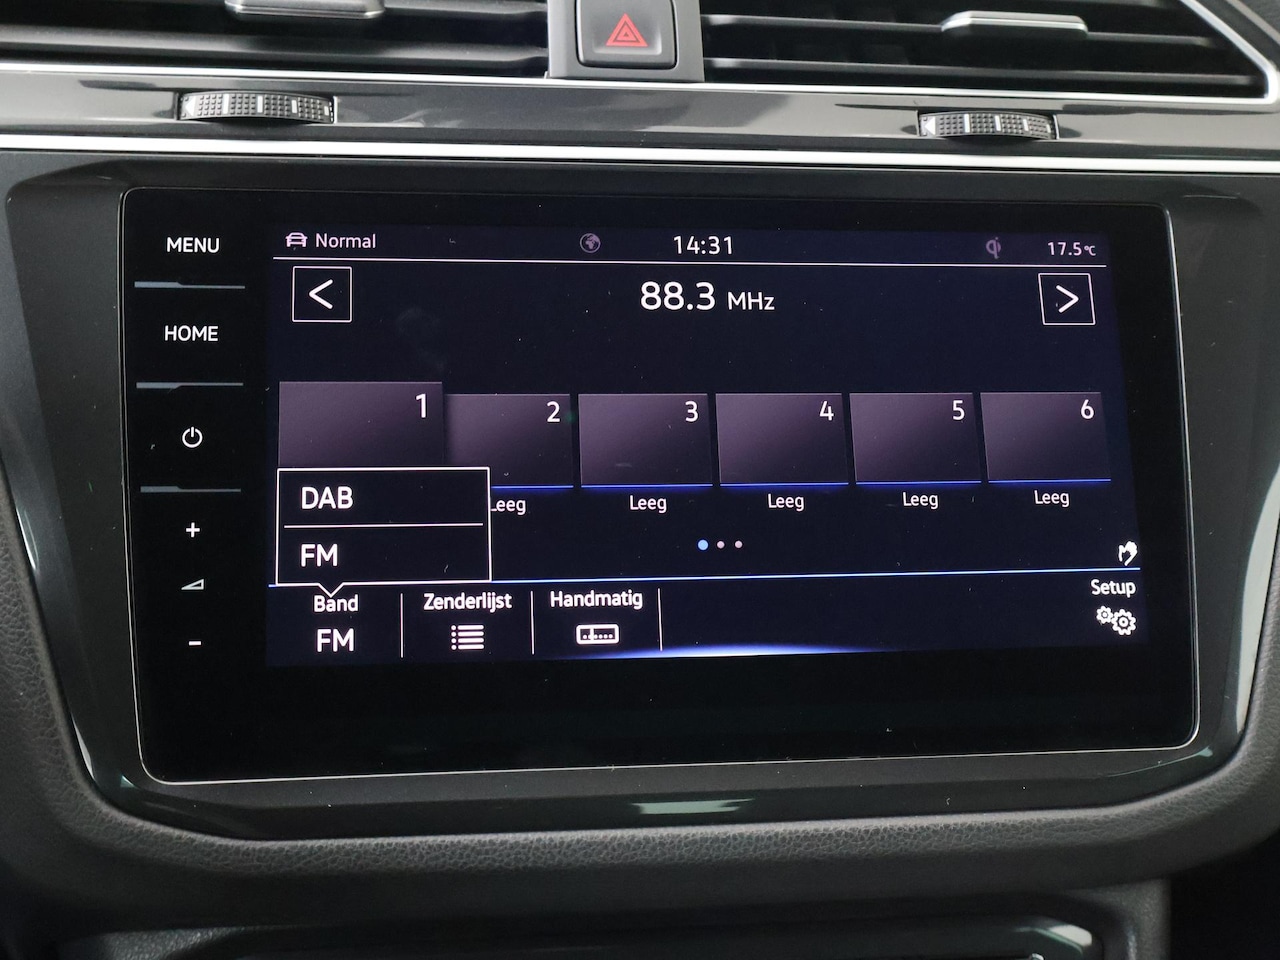 MENU
HOME
+
-
Normal
14:31
17.5°C
88.3 MHz
1
2
3
4
5
6
DAB
FM
Leeg
Leeg
Leeg
Leeg
Leeg
Band
FM
Zenderlijst
Handmatig
Setup